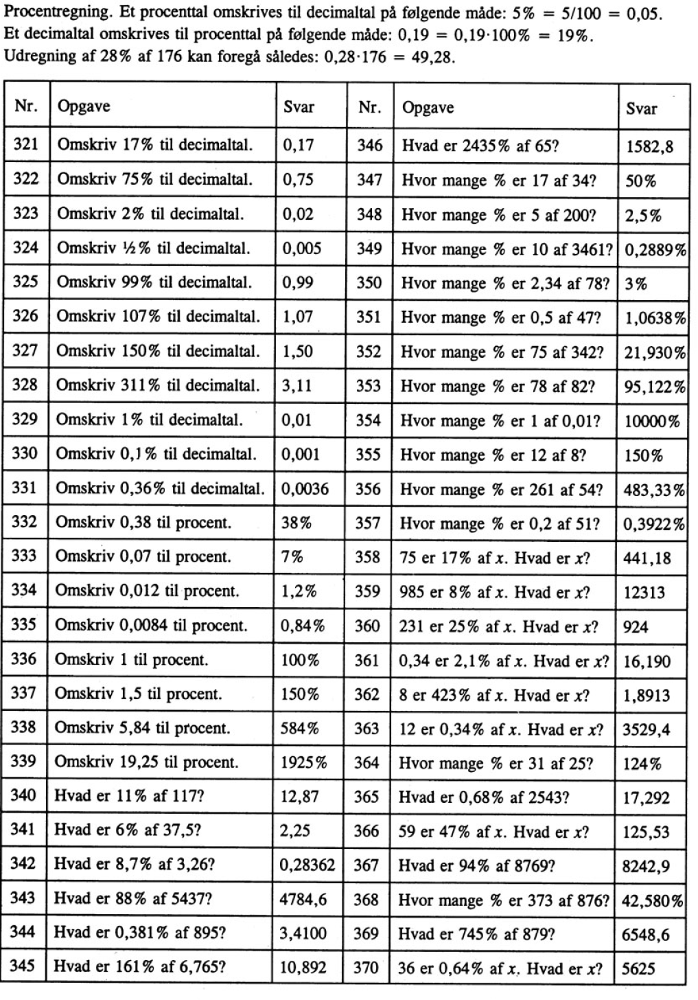 Procentregning. Et procenttal omskrives til decimaltal på følgende måde: 5% = 5/100 = 0,05.
Et decimaltal omskrives til procenttal på følgende måde: 0,19 = 0,19·100% = 19%.
Udregning af 28% af 176 kan foregå således: 0,28·176 = 49,28.
Nr. Opgave Svar Nr. Opgave Svar
321 Omskriv 17% til decimaltal. 0,17 346 Hvad er 2435% af 65? 1582,8
322 Omskriv 75% til decimaltal. 0,75 347 Hvor mange % er 17 af 34? 50%
323 Omskriv 2% til decimaltal. 0,02 348 Hvor mange % er 5 af 200? 2,5%
324 Omskriv ½% til decimaltal. 0,005 349 Hvor mange % er 10 af 3461? 0,2889%
325 Omskriv 99% til decimaltal. 0,99 350 Hvor mange % er 2,34 af 78? 3%
326 Omskriv 107% til decimaltal. 1,07 351 Hvor mange % er 0,5 af 47? 1,0638%
327 Omskriv 150% til decimaltal. 1,50 352 Hvor mange % er 75 af 342? 21,930%
328 Omskriv 311% til decimaltal. 3,11 353 Hvor mange % er 78 af 82? 95,122%
329 Omskriv 1% til decimaltal. 0,01 354 Hvor mange % er 1 af 0,01? 10000%
330 Omskriv 0,1% til decimaltal. 0,001 355 Hvor mange % er 12 af 8? 150%
331 Omskriv 0,36% til decimaltal. 0,0036 356 Hvor mange % er 261 af 54? 483,33%
332 Omskriv 0,38 til procent. 38% 357 Hvor mange % er 0,2 af 51? 0,3922%
333 Omskriv 0,07 til procent. 7% 358 75 er 17% af x. Hvad er x? 441,18
334 Omskriv 0,012 til procent. 1,2% 359 985 er 8% af x. Hvad er x? 12313
335 Omskriv 0,0084 til procent. 0,84% 360 231 er 25% af x. Hvad er x? 924
336 Omskriv 1 til procent. 100% 361 0,34 er 2,1% af x. Hvad er x? 16,190
337 Omskriv 1,5 til procent. 150% 362 8 er 423% af x. Hvad er x? 1,8913
338 Omskriv 5,84 til procent. 584% 363 12 er 0,34% af x. Hvad er x? 3529,4
339 Omskriv 19,25 til procent. 1925% 364 Hvor mange % er 31 af 25? 124%
340 Hvad er 11% af 117? 12,87 365 Hvad er 0,68% af 2543? 17,292
341 Hvad er 6% af 37,5? 2,25 366 59 er 47% af x. Hvad er x? 125,53
342 Hvad er 8,7% af 3,26? 0,28362 367 Hvad er 94% af 8769? 8242,9
343 Hvad er 88% af 5437? 4784,6 368 Hvor mange % er 373 af 876? 42,580%
344 Hvad er 0,381% af 895? 3,4100 369 Hvad er 745% af 879? 6548,6
345 Hvad er 161% af 6,765? 10,892 370 36 er 0,64% af x. Hvad er x? 5625